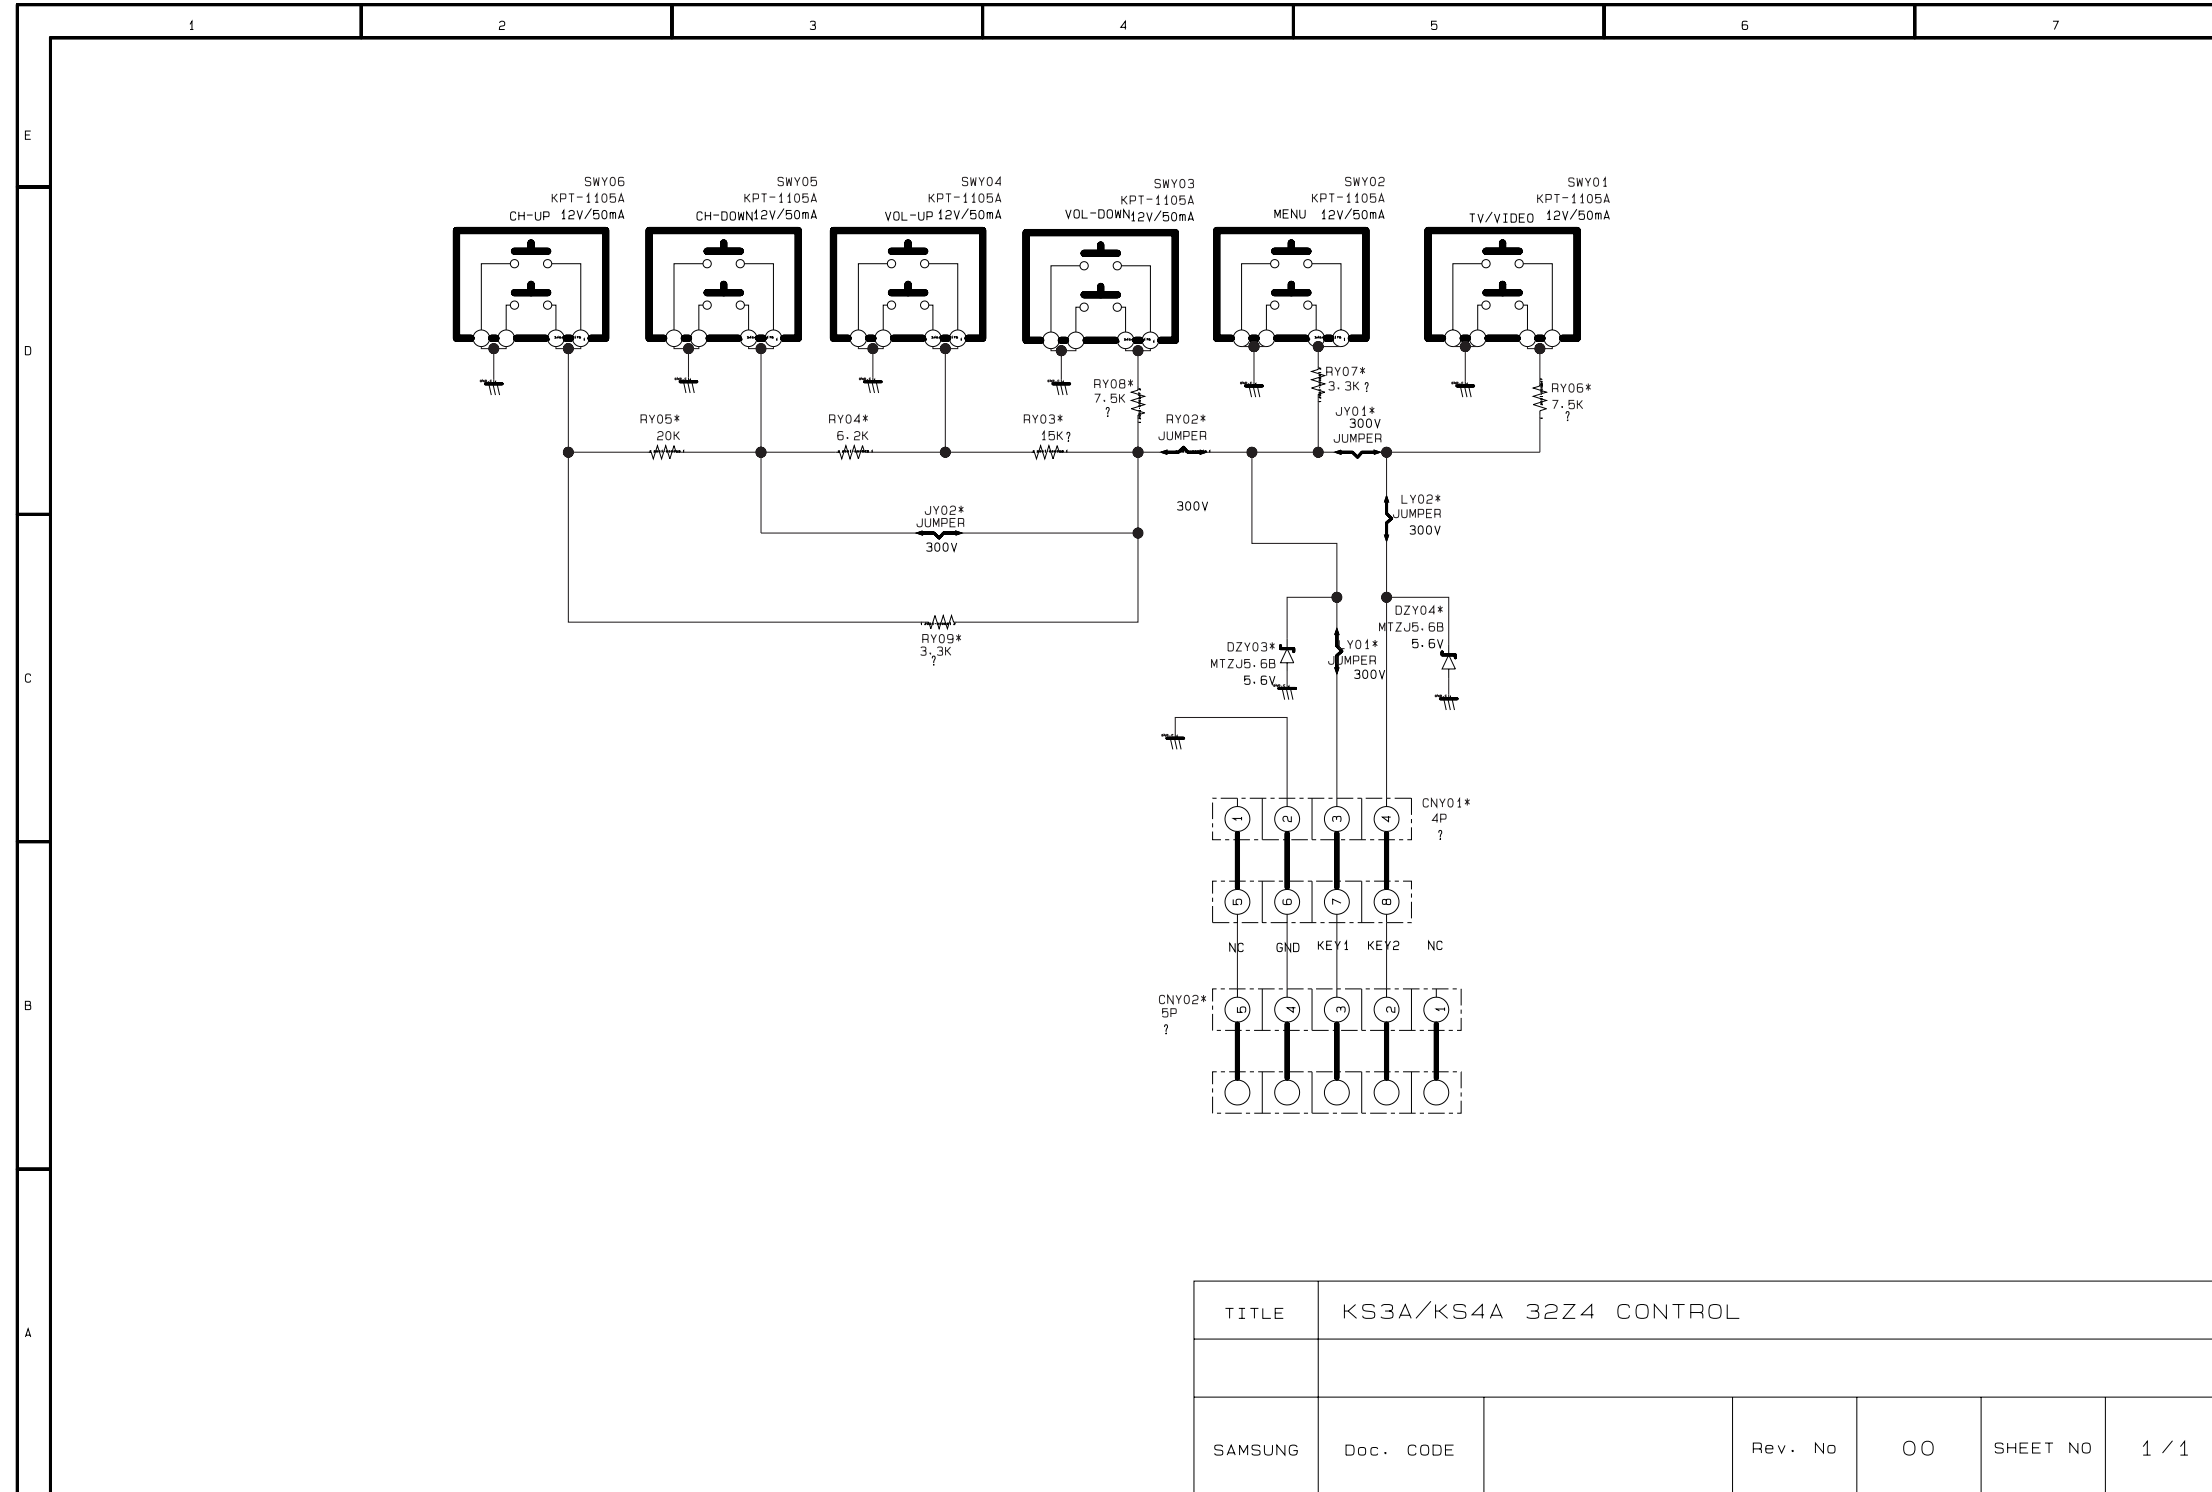 1 2 3 4 5 6 7
E
D
C
B
A
SWY06
KPT-1105A
CH-UP 12V/50mA
SWY05
KPT-1105A
CH-DOWN12V/50mA
SWY04
KPT-1105A
VOL-UP 12V/50mA
SWY03
KPT-1105A
VOL-DOWN12V/50mA
SWY02
KPT-1105A
MENU 12V/50mA
SWY01
KPT-1105A
TV/VIDEO 12V/50mA
RY08*
7.5K
?
RY07*
3.3K ?
RY06*
7.5K
?
RY05*
20K
RY04*
6.2K
RY03*
15K?
RY02*
JUMPER
300V
JY01*
300V
JUMPER
JY02*
JUMPER
300V
LY02*
JUMPER
300V
RY09*
3.3K
?
DZY03*
MTZJ5.6B
5.6V
LY01*
JUMPER
300V
DZY04*
MTZJ5.6B
5.6V
1 2 3 4
CNY01*
4P
?
5 6 7 8
NC GND KEY1 KEY2 NC
CNY02*
5P
?
5 4 3 2 1
TITLE KS3A/KS4A 32Z4 CONTROL
SAMSUNG Doc. CODE Rev. No 00 SHEET NO 1/1